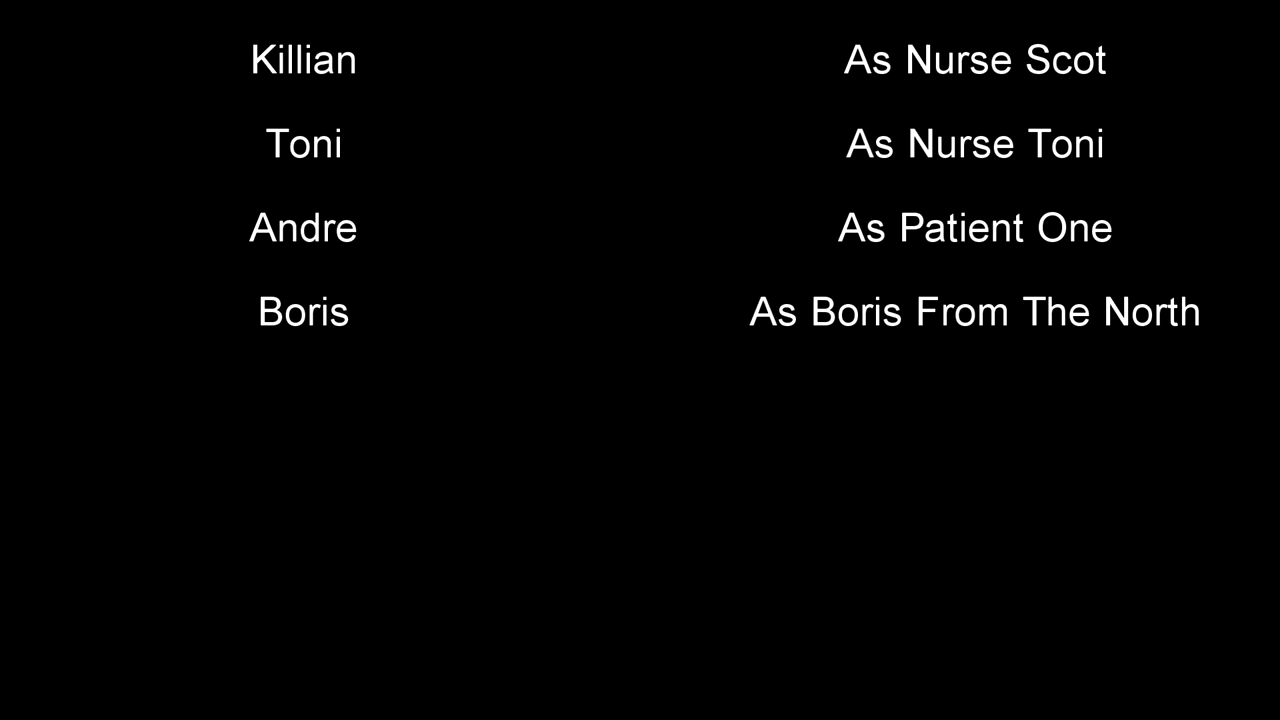 Killian As Nurse Scot
Toni As Nurse Toni
Andre As Patient One
Boris As Boris From The North